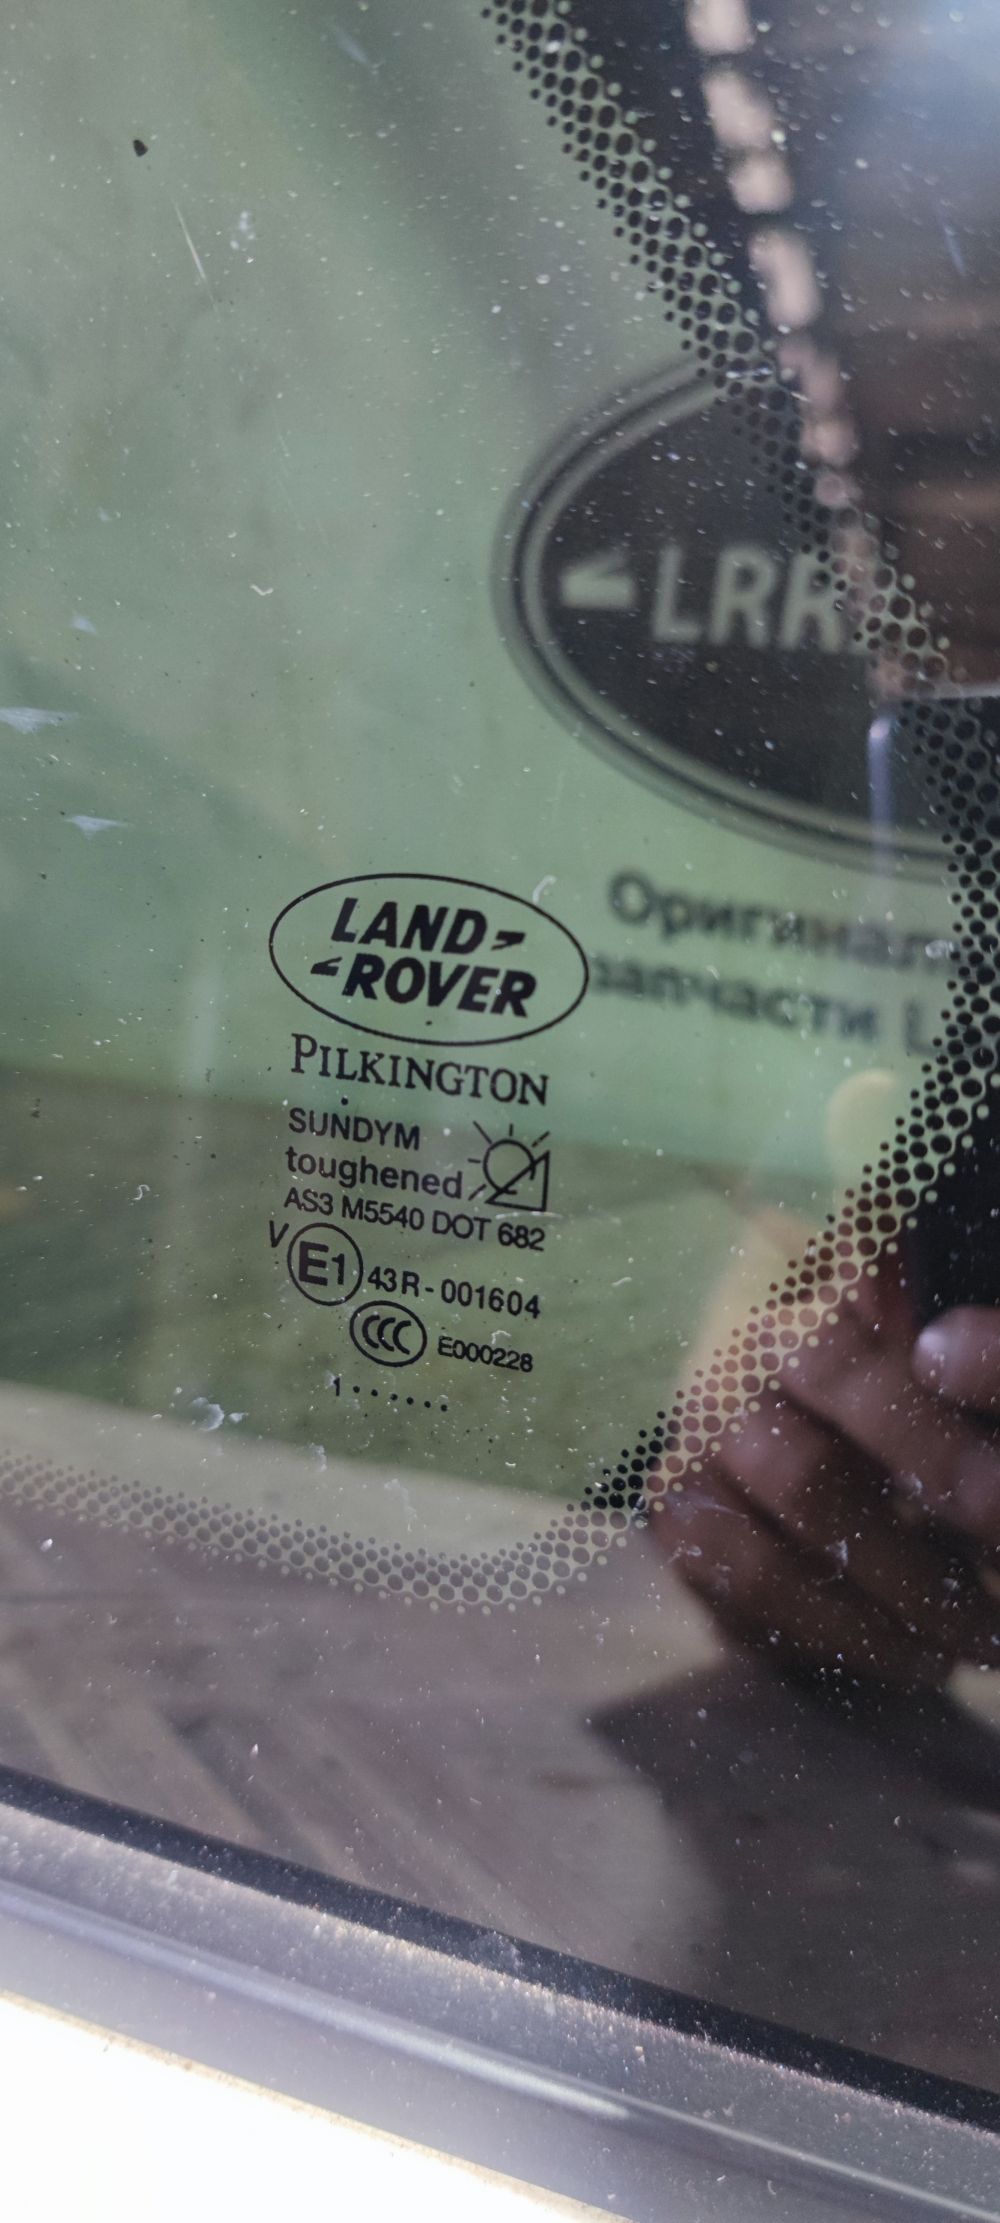 LRR
Оригинал
запчасти L
LAND
ROVER
PILKINGTON
SUNDYM
toughened
AS3 M5540 DOT 682
V E1 43R-001604
CCC E000228
1 . . . . . .